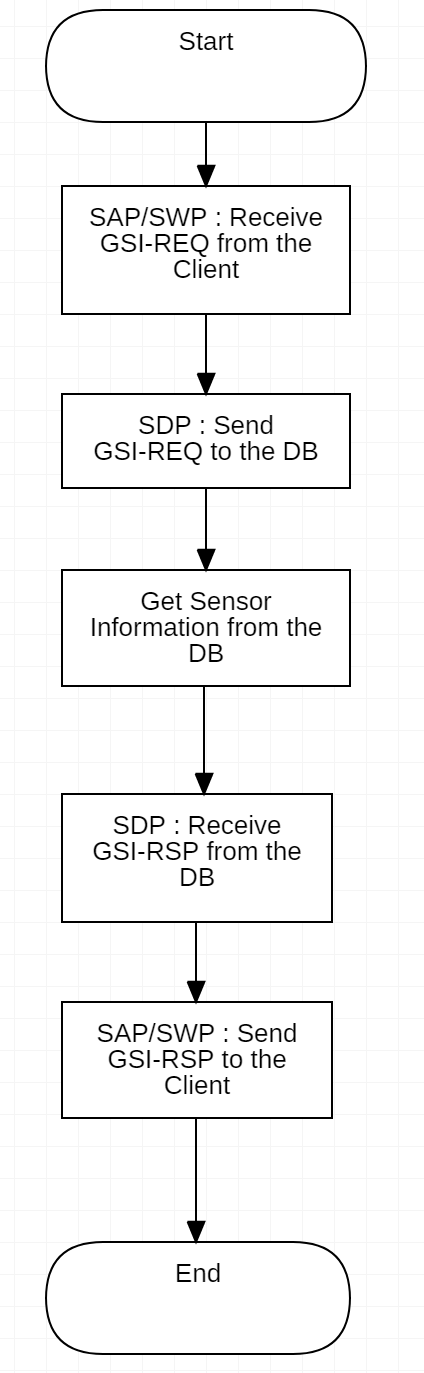 Start
SAP/SWP : Receive
GSI-REQ from the
Client
SDP : Send
GSI-REQ to the DB
Get Sensor
Information from the
DB
SDP : Receive
GSI-RSP from the
DB
SAP/SWP : Send
GSI-RSP to the
Client
End